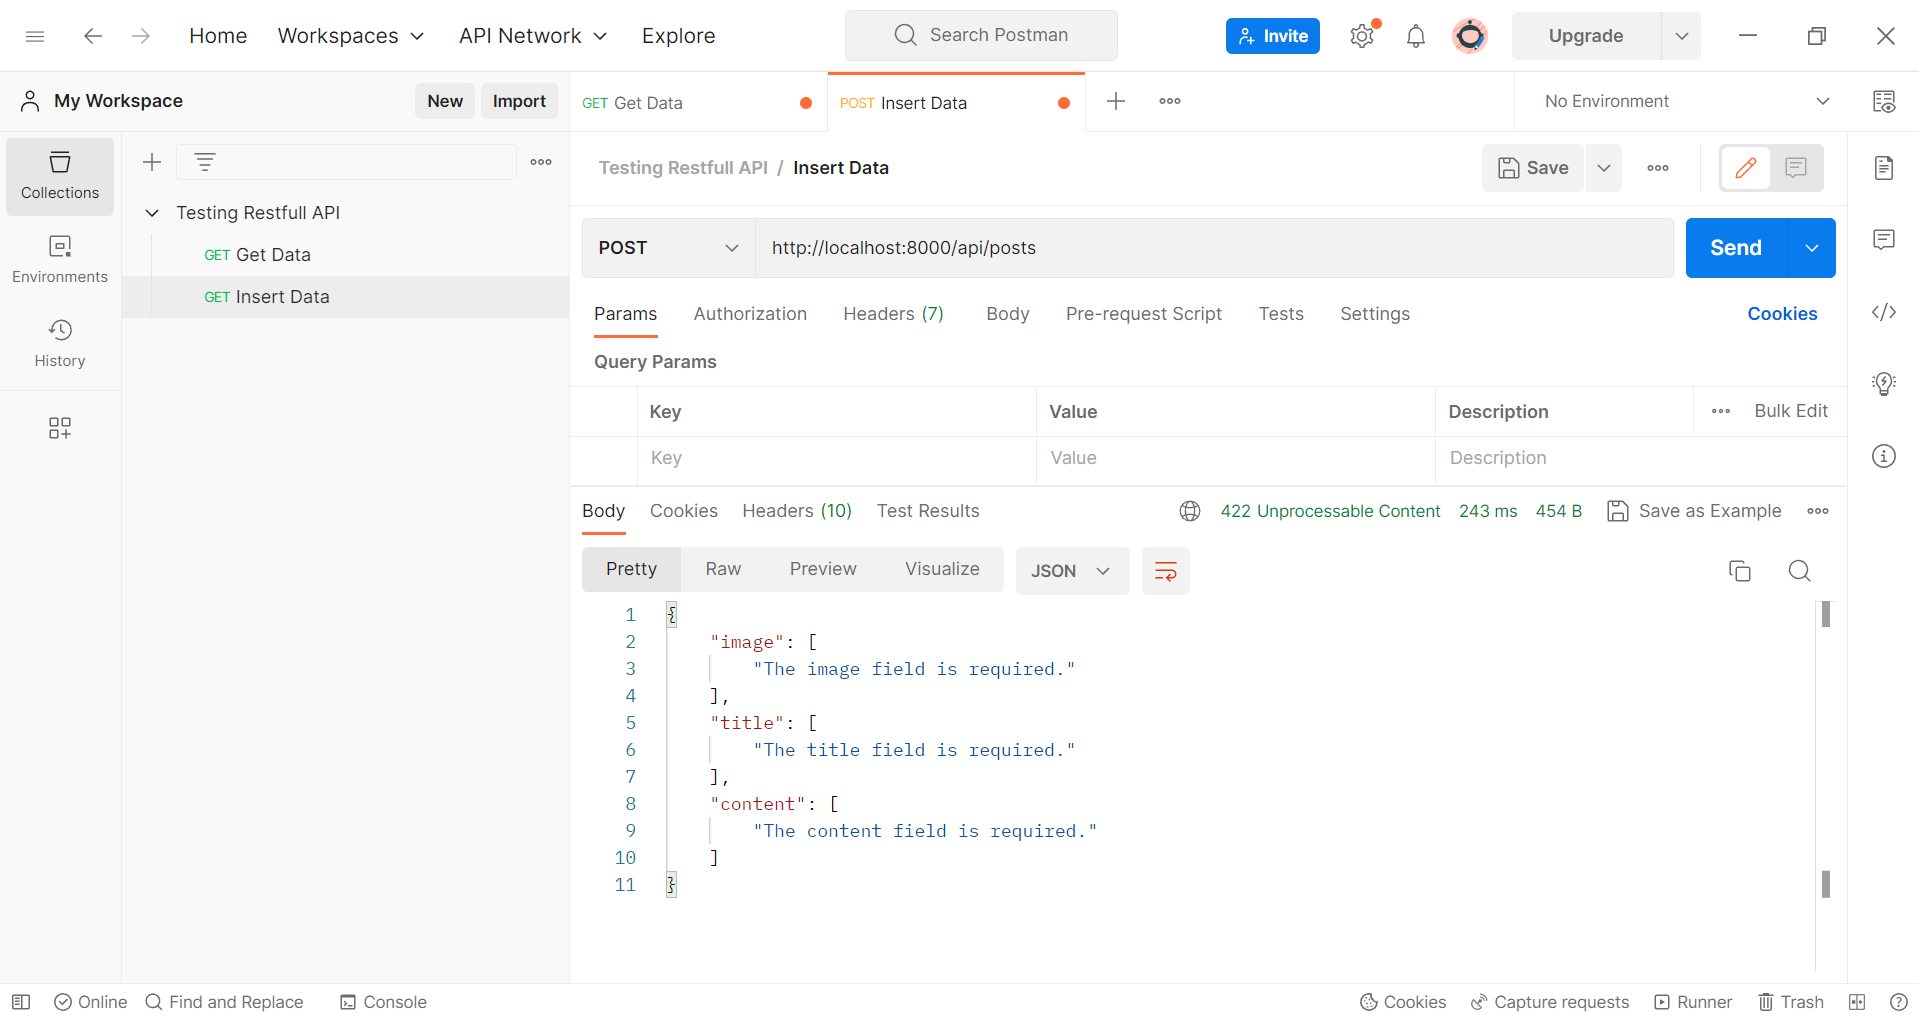 Home Workspaces API Network Explore Search Postman Invite Upgrade
My Workspace New Import GET Get Data POST Insert Data No Environment
Collections
Environments
History
Testing Restfull API
GET Get Data
GET Insert Data
Testing Restfull API / Insert Data Save
POST http://localhost:8000/api/posts Send
Params Authorization Headers (7) Body Pre-request Script Tests Settings Cookies
Query Params
Key Value Description Bulk Edit
Key Value Description
Body Cookies Headers (10) Test Results 422 Unprocessable Content 243 ms 454 B Save as Example
Pretty Raw Preview Visualize JSON
1 {
2 "image": [
3 "The image field is required."
4 ],
5 "title": [
6 "The title field is required."
7 ],
8 "content": [
9 "The content field is required."
10 ]
11 }
Online Find and Replace Console Cookies Capture requests Runner Trash